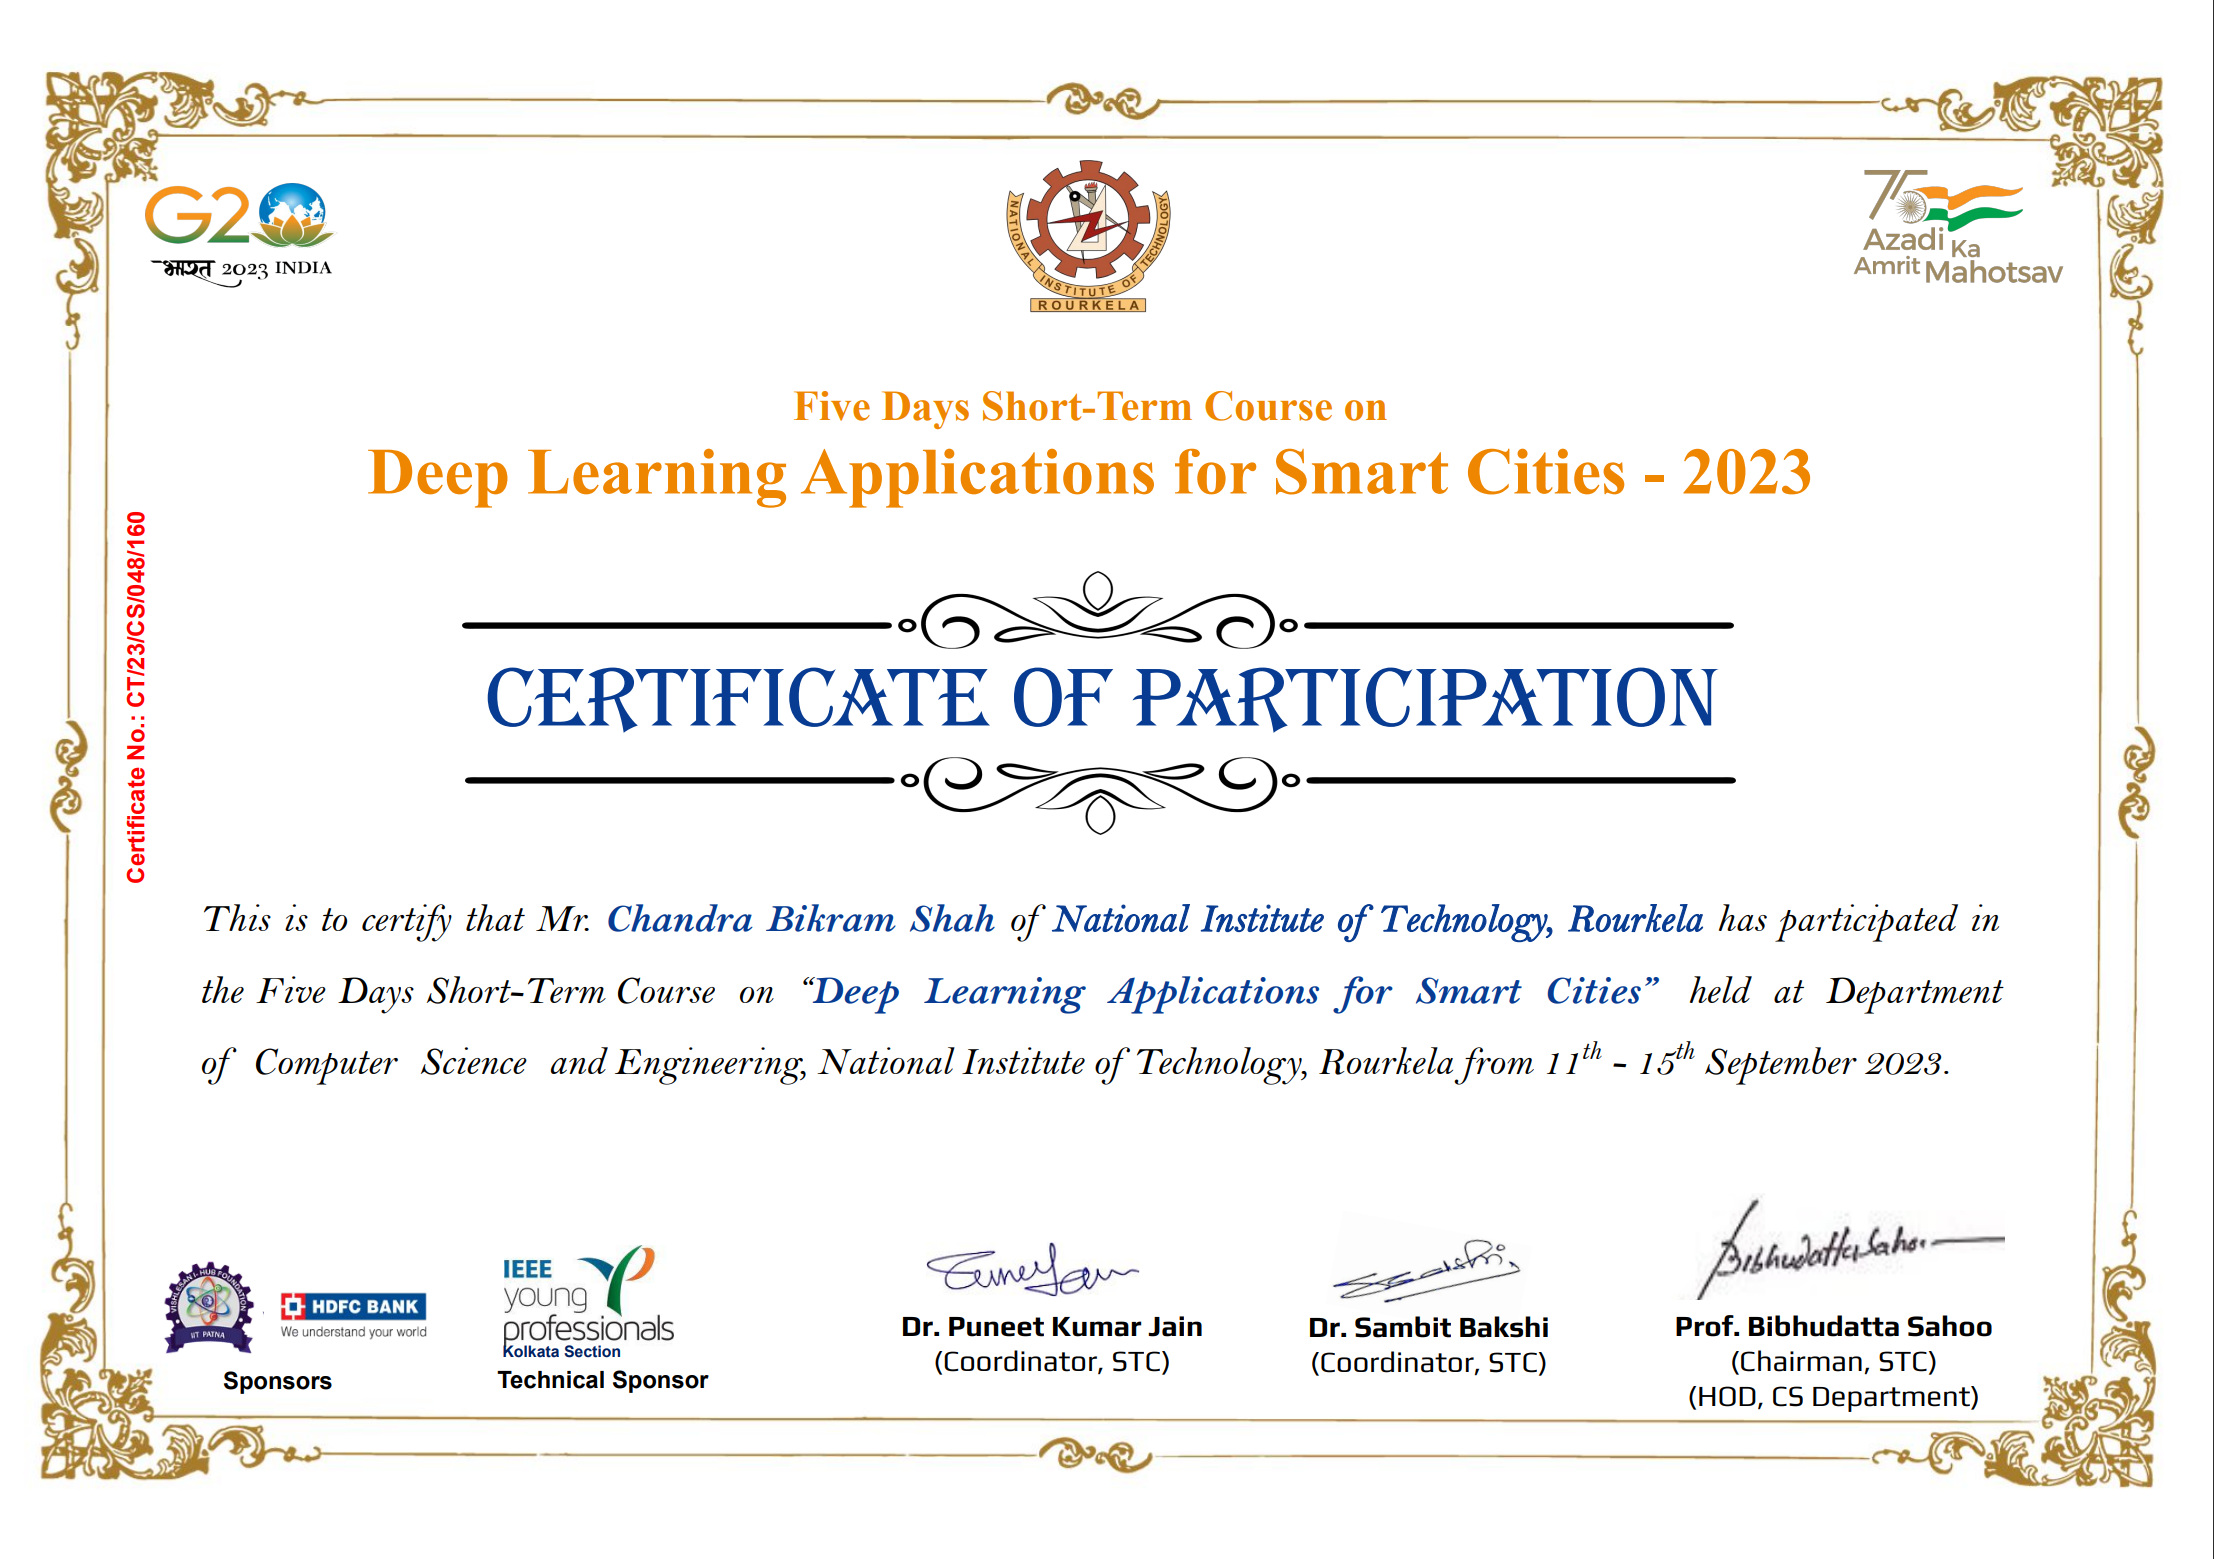 G20
भारत 2023 INDIA
NATIONAL INSTITUTE OF TECHNOLOGY
ROURKELA
75
Azadi Ka
Amrit Mahotsav
Five Days Short-Term Course on
Deep Learning Applications for Smart Cities - 2023
Certificate No.: CT/23/CS/048/160
CERTIFICATE OF PARTICIPATION
This is to certify that Mr. Chandra Bikram Shah of National Institute of Technology, Rourkela has participated in
the Five Days Short-Term Course on “Deep Learning Applications for Smart Cities” held at Department
of Computer Science and Engineering, National Institute of Technology, Rourkela from 11th - 15th September 2023.
VISHLESAN I-HUB FOUNDATION
IIT PATNA
HDFC BANK
We understand your world
Sponsors
IEEE
young
professionals
Kolkata Section
Technical Sponsor
Dr. Puneet Kumar Jain
(Coordinator, STC)
Dr. Sambit Bakshi
(Coordinator, STC)
Bibhudatta Sahoo
Prof. Bibhudatta Sahoo
(Chairman, STC)
(HOD, CS Department)